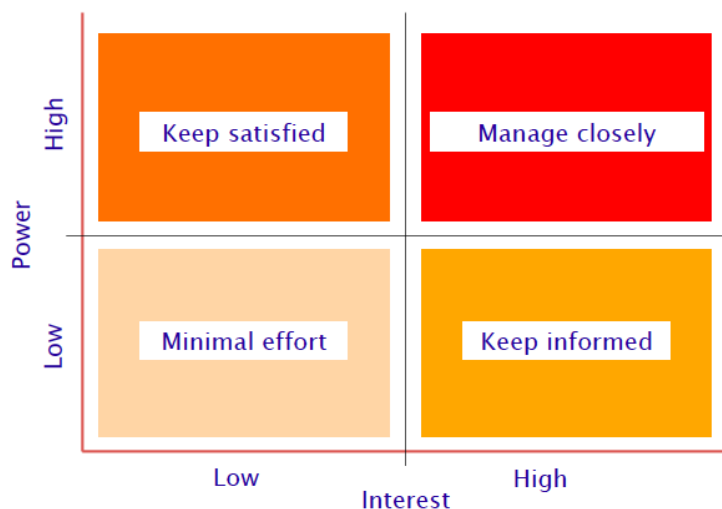 High
Keep satisfied
Manage closely
Power
Low
Minimal effort
Keep informed
Low
High
Interest